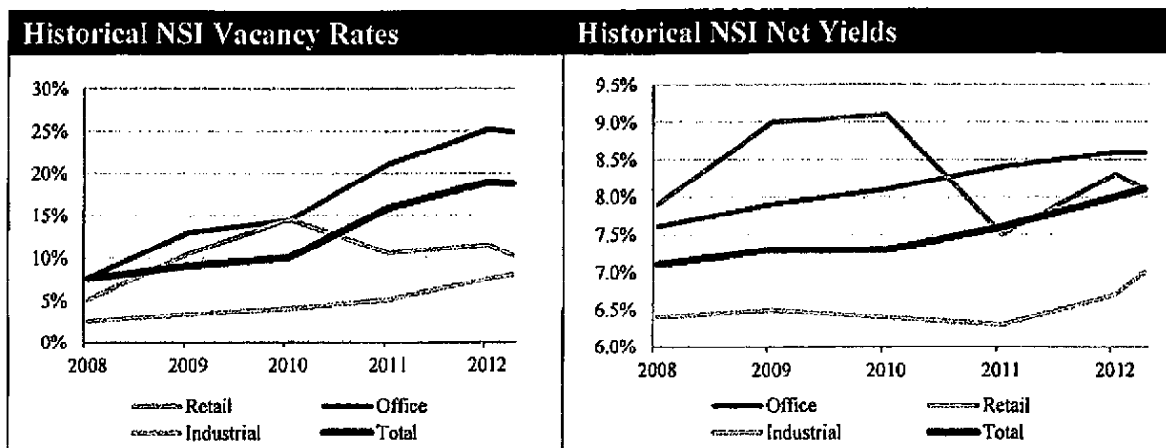 Historical NSI Vacancy Rates
30%
25%
20%
15%
10%
5%
0%
2008 2009 2010 2011 2012
Retail Office
Industrial Total
Historical NSI Net Yields
9.5%
9.0%
8.5%
8.0%
7.5%
7.0%
6.5%
6.0%
2008 2009 2010 2011 2012
Office Retail
Industrial Total